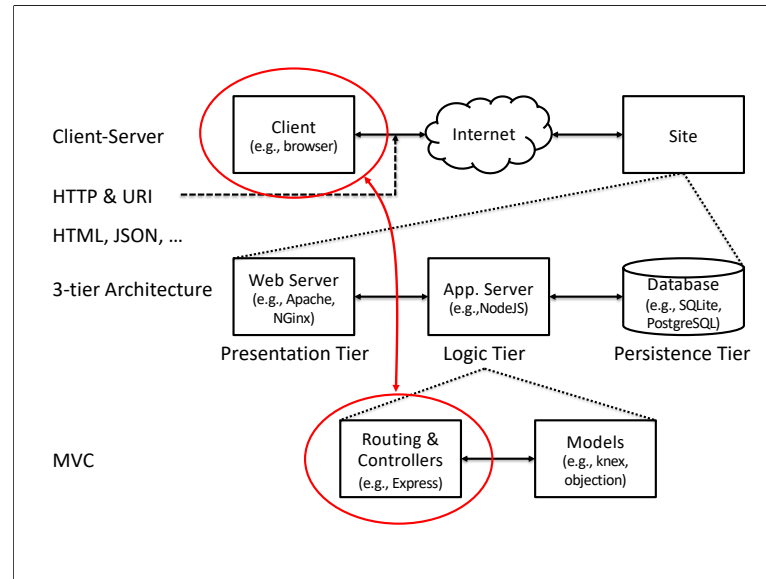 Client-Server
Client
(e.g., browser)
Internet
Site
HTTP & URI
HTML, JSON, …
3-tier Architecture
Web Server
(e.g., Apache,
NGinx)
App. Server
(e.g.,NodeJS)
Database
(e.g., SQLite,
PostgreSQL)
Presentation Tier
Logic Tier
Persistence Tier
MVC
Routing &
Controllers
(e.g., Express)
Models
(e.g., knex,
objection)